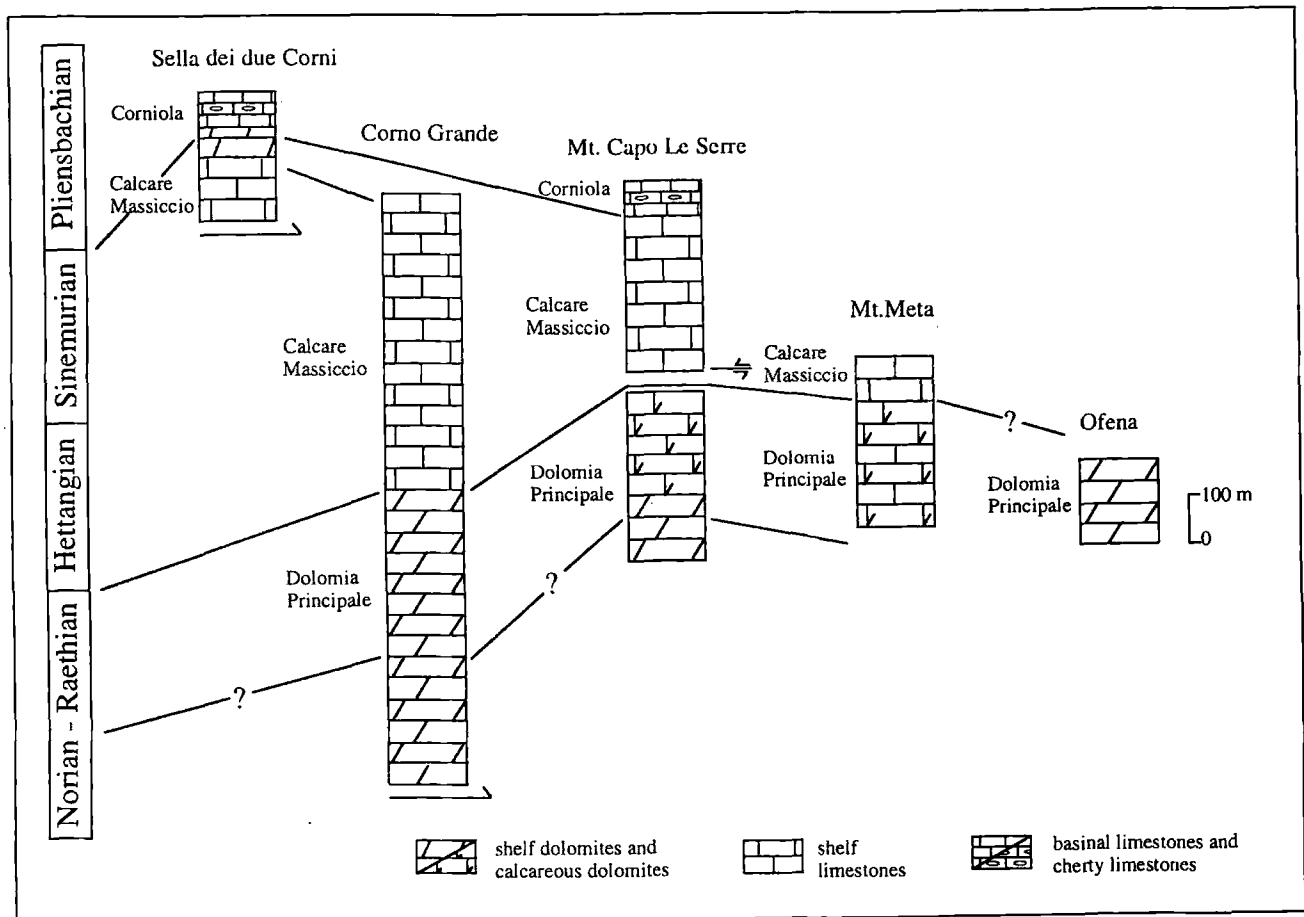 Pliensbachian
Sinemurian
Hettangian
Norian - Raethian
Sella dei due Corni
Corniola
Calcare
Massiccio
Corno Grande
Calcare
Massiccio
Dolomia
Principale
?
Mt. Capo Le Serre
Corniola
Calcare
Massiccio
Dolomia
Principale
?
Mt.Meta
Calcare
Massiccio
Dolomia
Principale
?
Ofena
Dolomia
Principale
100 m
0
shelf dolomites and
calcareous dolomites
shelf
limestones
basinal limestones and
cherty limestones